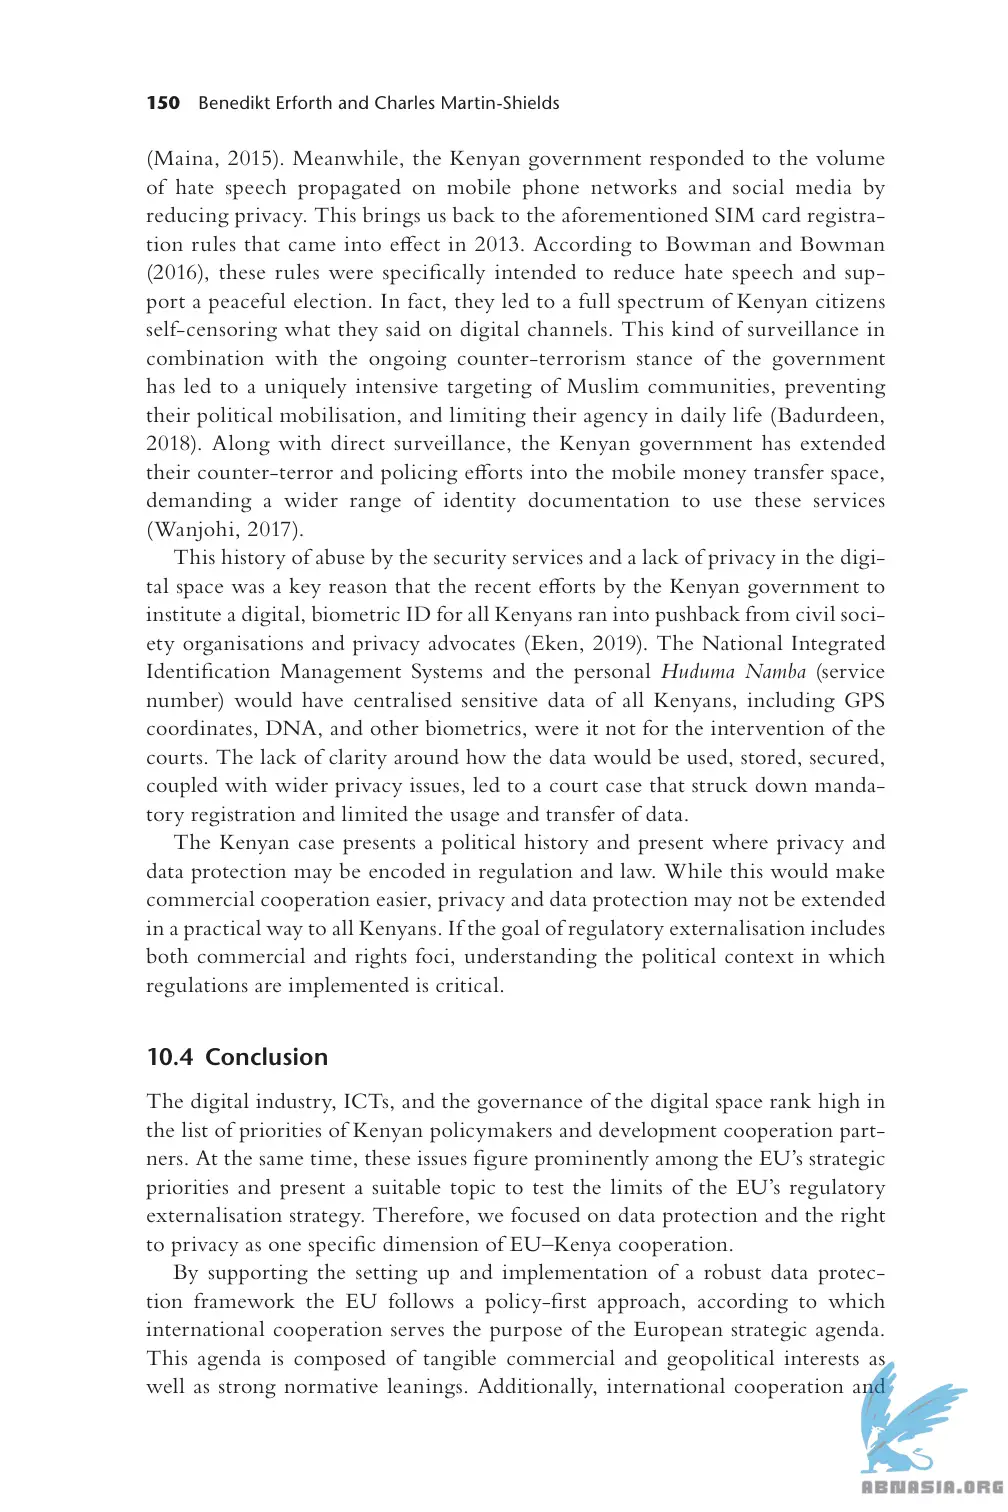 150 Benedikt Erforth and Charles Martin-Shields
(Maina, 2015). Meanwhile, the Kenyan government responded to the volume
of hate speech propagated on mobile phone networks and social media by
reducing privacy. This brings us back to the aforementioned SIM card registra-
tion rules that came into effect in 2013. According to Bowman and Bowman
(2016), these rules were specifically intended to reduce hate speech and sup-
port a peaceful election. In fact, they led to a full spectrum of Kenyan citizens
self-censoring what they said on digital channels. This kind of surveillance in
combination with the ongoing counter-terrorism stance of the government
has led to a uniquely intensive targeting of Muslim communities, preventing
their political mobilisation, and limiting their agency in daily life (Badurdeen,
2018). Along with direct surveillance, the Kenyan government has extended
their counter-terror and policing efforts into the mobile money transfer space,
demanding a wider range of identity documentation to use these services
(Wanjohi, 2017).
This history of abuse by the security services and a lack of privacy in the digi-
tal space was a key reason that the recent efforts by the Kenyan government to
institute a digital, biometric ID for all Kenyans ran into pushback from civil soci-
ety organisations and privacy advocates (Eken, 2019). The National Integrated
Identification Management Systems and the personal Huduma Namba (service
number) would have centralised sensitive data of all Kenyans, including GPS
coordinates, DNA, and other biometrics, were it not for the intervention of the
courts. The lack of clarity around how the data would be used, stored, secured,
coupled with wider privacy issues, led to a court case that struck down manda-
tory registration and limited the usage and transfer of data.
The Kenyan case presents a political history and present where privacy and
data protection may be encoded in regulation and law. While this would make
commercial cooperation easier, privacy and data protection may not be extended
in a practical way to all Kenyans. If the goal of regulatory externalisation includes
both commercial and rights foci, understanding the political context in which
regulations are implemented is critical.
10.4 Conclusion
The digital industry, ICTs, and the governance of the digital space rank high in
the list of priorities of Kenyan policymakers and development cooperation part-
ners. At the same time, these issues figure prominently among the EU's strategic
priorities and present a suitable topic to test the limits of the EU's regulatory
externalisation strategy. Therefore, we focused on data protection and the right
to privacy as one specific dimension of EU–Kenya cooperation.
By supporting the setting up and implementation of a robust data protec-
tion framework the EU follows a policy-first approach, according to which
international cooperation serves the purpose of the European strategic agenda.
This agenda is composed of tangible commercial and geopolitical interests as
well as strong normative leanings. Additionally, international cooperation and
ABNASIA.ORG